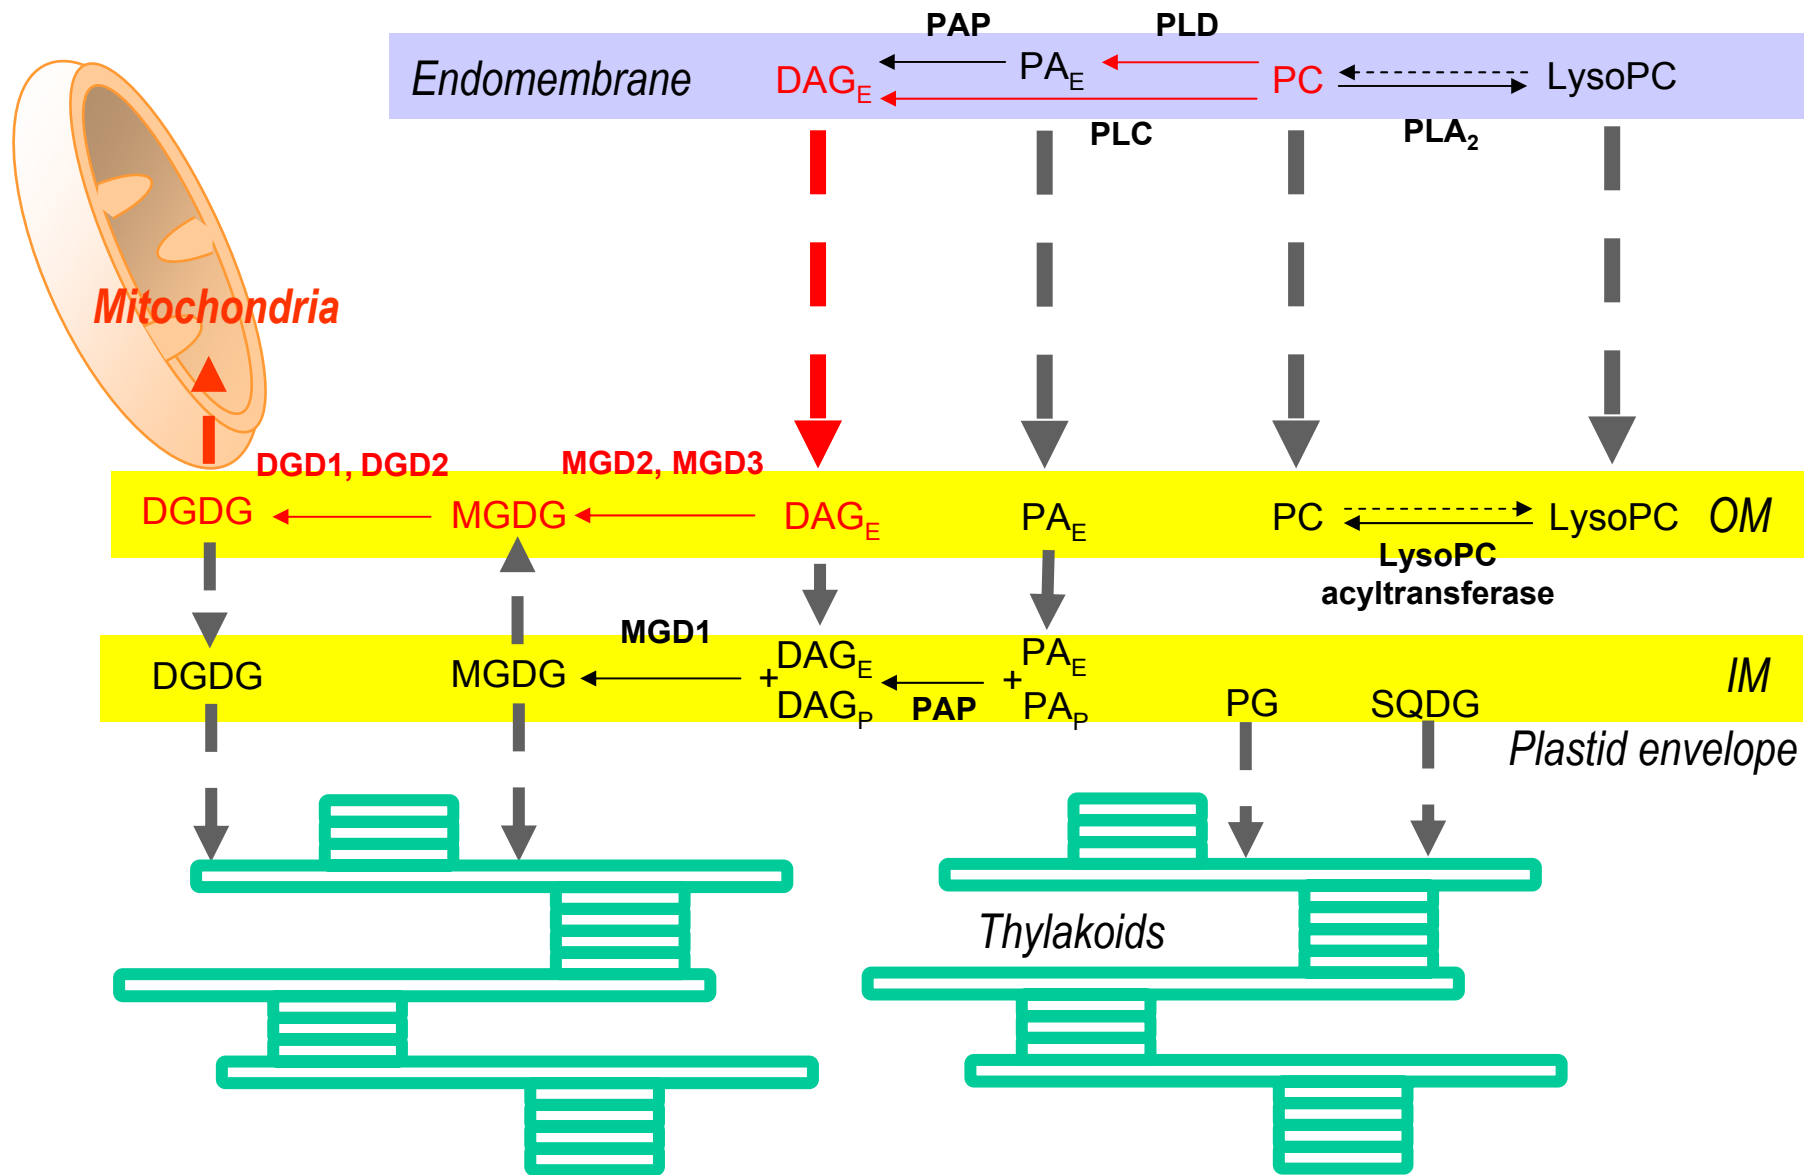 PAP PLD
Endomembrane DAGE PAE PC LysoPC
PLC PLA2
Mitochondria
DGD1, DGD2 MGD2, MGD3
DGDG MGDG DAGE PAE PC LysoPC OM
LysoPC
acyltransferase
MGD1
DGDG MGDG +DAGE +PAE IM
DAGP PAP PAP PG SQDG
Plastid envelope
Thylakoids